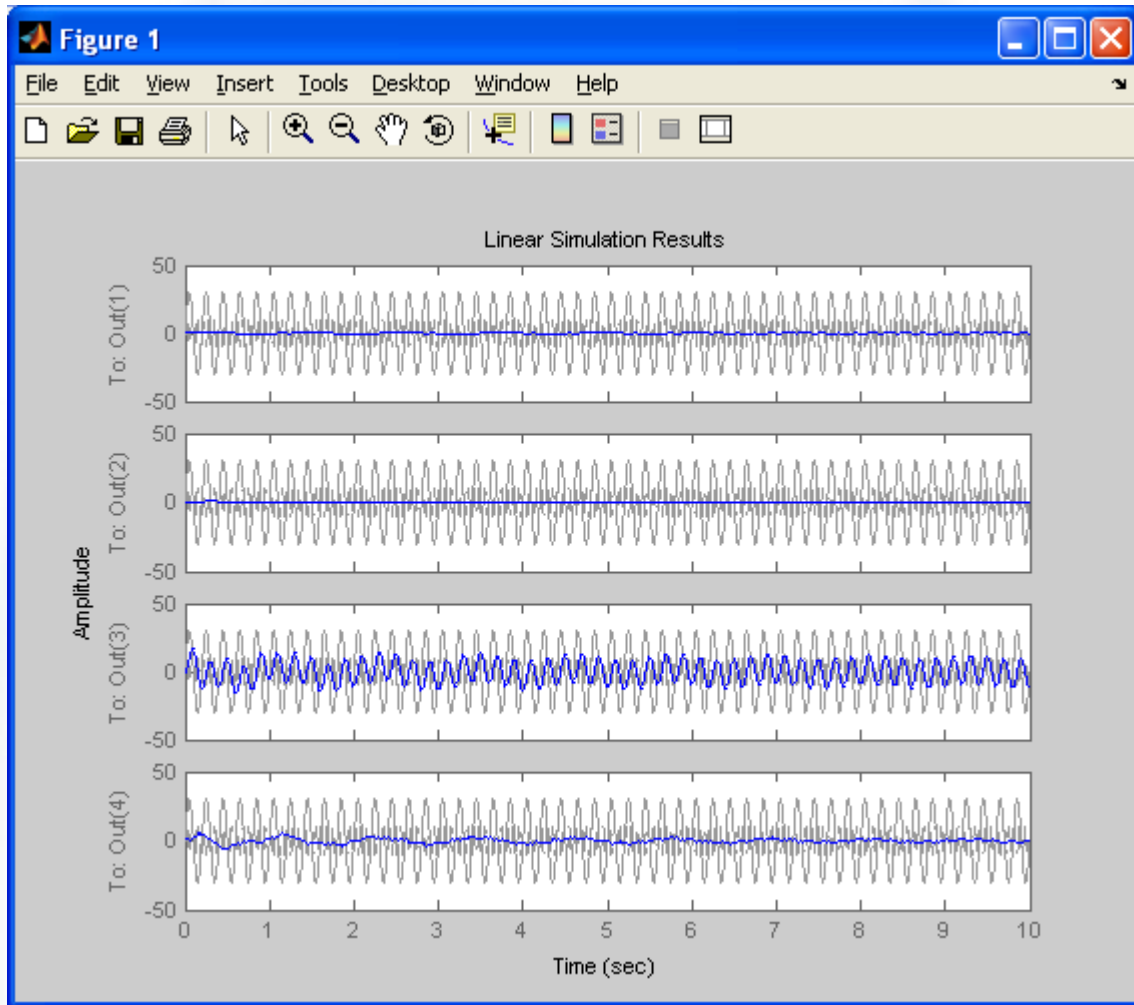 Figure 1
File Edit View Insert Tools Desktop Window Help
Linear Simulation Results
Amplitude
To: Out(1)
50
0
-50
To: Out(2)
50
0
-50
To: Out(3)
50
0
-50
To: Out(4)
50
0
-50
0 1 2 3 4 5 6 7 8 9 10
Time (sec)